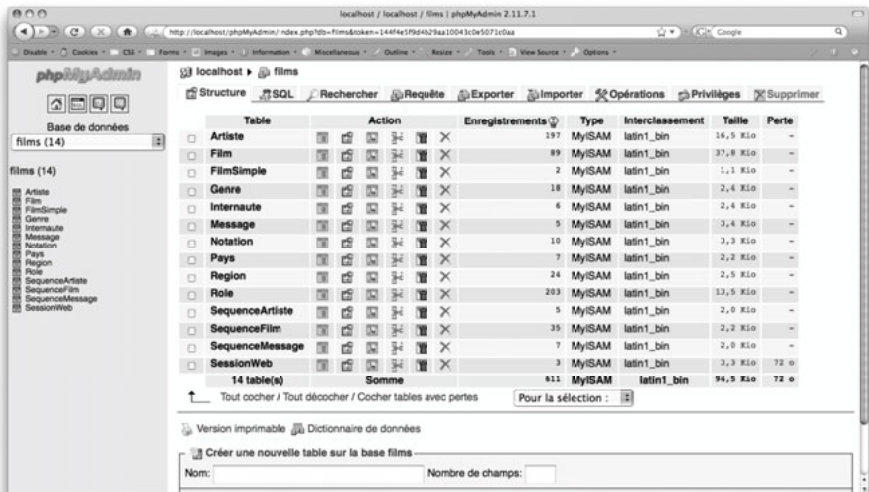 localhost / localhost / films | phpMyAdmin 2.11.7.1
http://localhost/phpMyAdmin/ ndex.php?db=films&token=144f4e5f9d4b29aa10043c0e5071c0aa
Google
Disable Cookies CSS Forms Images Information Miscellaneous Outline Resize Tools View Source Options
phpMyAdmin
Base de données
films (14)
films (14)
Artiste
Film
FilmSimple
Genre
Internaute
Message
Notation
Pays
Region
Role
SequenceArtiste
SequenceFilm
SequenceMessage
SessionWeb
localhost ▸ films
Structure SQL Rechercher Requête Exporter Importer Opérations Privilèges Supprimer
Table Action Enregistrements Type Interclassement Taille Perte
Artiste 197 MyISAM latin1_bin 16,5 Kio -
Film 89 MyISAM latin1_bin 37,8 Kio -
FilmSimple 2 MyISAM latin1_bin 1,1 Kio -
Genre 18 MyISAM latin1_bin 2,4 Kio -
Internaute 6 MyISAM latin1_bin 2,4 Kio -
Message 5 MyISAM latin1_bin 3,4 Kio -
Notation 10 MyISAM latin1_bin 3,3 Kio -
Pays 7 MyISAM latin1_bin 2,2 Kio -
Region 24 MyISAM latin1_bin 2,5 Kio -
Role 203 MyISAM latin1_bin 13,5 Kio -
SequenceArtiste 5 MyISAM latin1_bin 2,0 Kio -
SequenceFilm 35 MyISAM latin1_bin 2,2 Kio -
SequenceMessage 7 MyISAM latin1_bin 2,0 Kio -
SessionWeb 3 MyISAM latin1_bin 3,3 Kio 72 o
14 table(s) Somme 611 MyISAM latin1_bin 94,5 Kio 72 o
Tout cocher / Tout décocher / Cocher tables avec pertes Pour la sélection :
Version imprimable Dictionnaire de données
Créer une nouvelle table sur la base films
Nom: Nombre de champs: